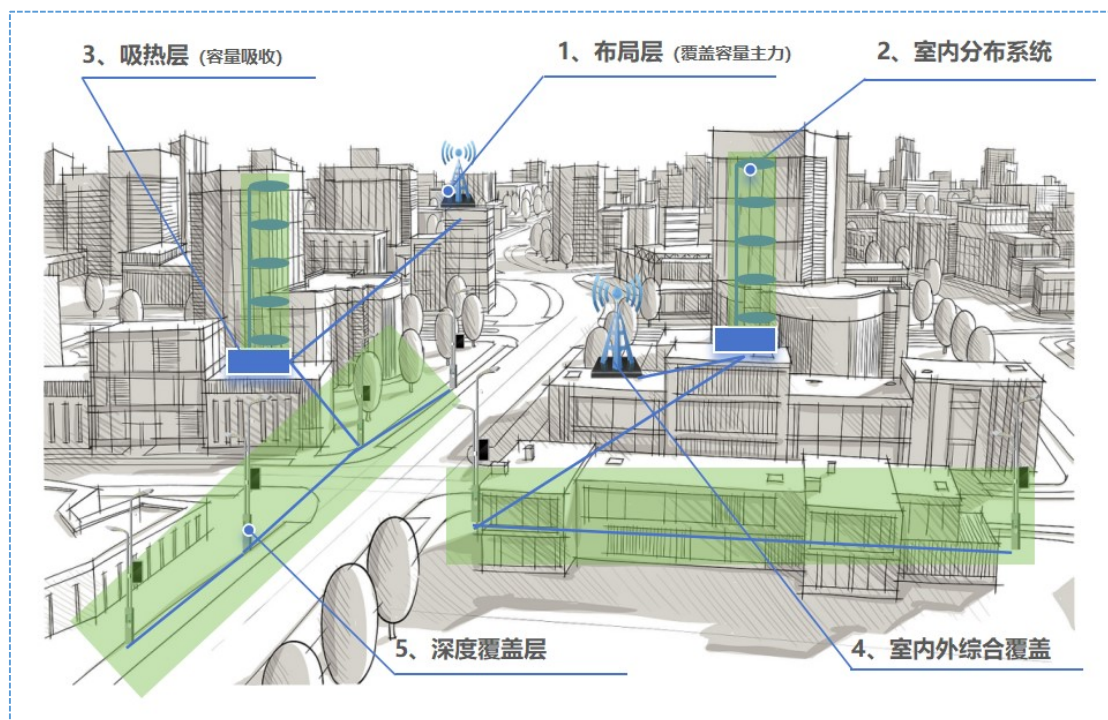 3、吸热层 (容量吸收)
1、布局层 (覆盖容量主力)
2、室内分布系统
5、深度覆盖层
4、室内外综合覆盖